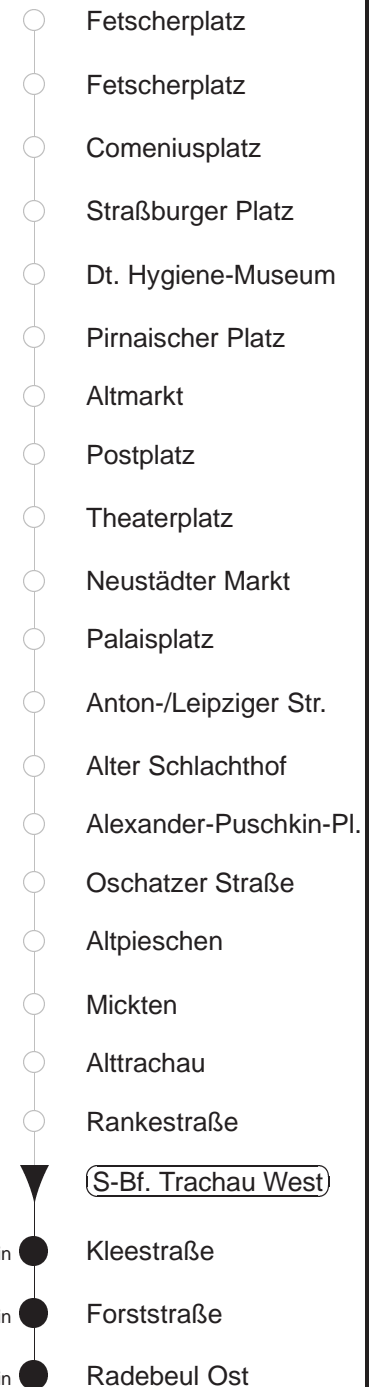 Fetscherplatz
Fetscherplatz
Comeniusplatz
Straßburger Platz
Dt. Hygiene-Museum
Pirnaischer Platz
Altmarkt
Postplatz
Theaterplatz
Neustädter Markt
Palaisplatz
Anton-/Leipziger Str.
Alter Schlachthof
Alexander-Puschkin-Pl.
Oschatzer Straße
Altpieschen
Mickten
Alttrachau
Rankestraße
S-Bf. Trachau West
Kleestraße
Forststraße
Radebeul Ost